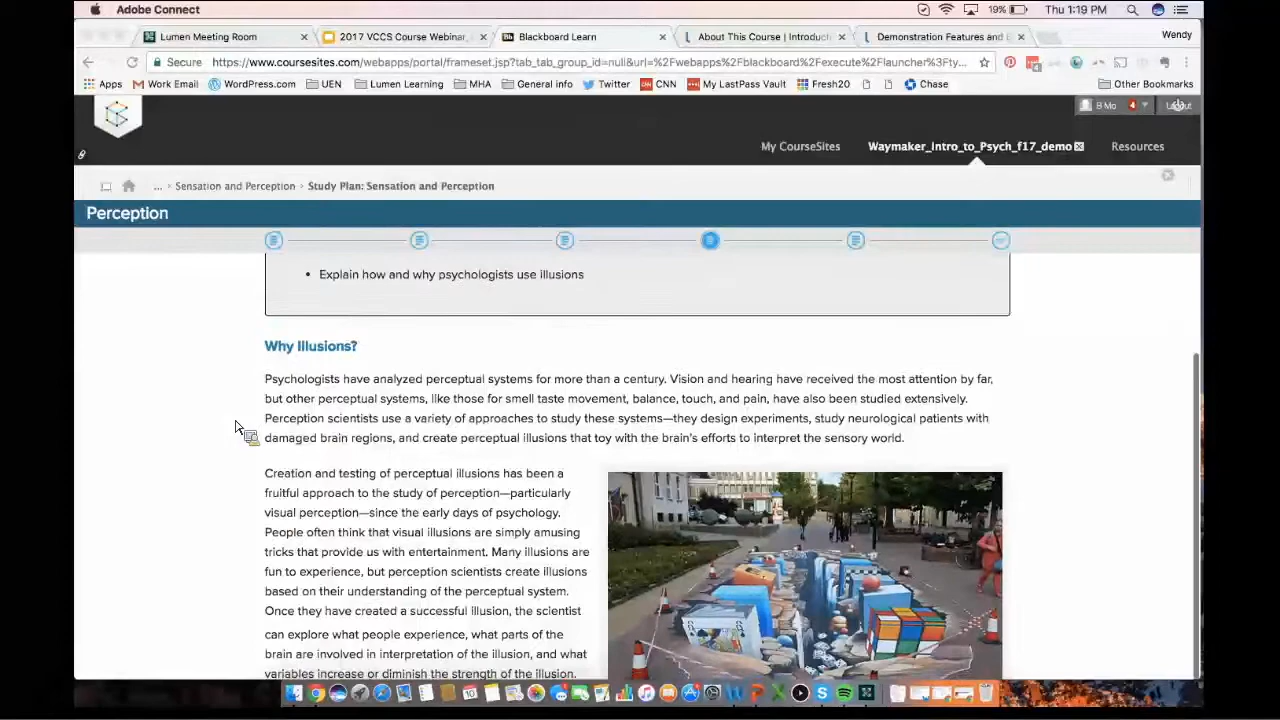 Adobe Connect
19%
Thu 1:19 PM
Lumen Meeting Room
2017 VCCS Course Webinar_
Blackboard Learn
About This Course | Introduct
Demonstration Features and
Wendy
Secure
https://www.coursesites.com/webapps/portal/frameset.jsp?tab_tab_group_id=null&url=%2Fwebapps%2Fblackboard%2Fexecute%2Flauncher%3Fty…
Apps
Work Email
WordPress.com
UEN
Lumen Learning
MHA
General info
Twitter
CNN
My LastPass Vault
Fresh20
Chase
Other Bookmarks
B Mo
4
My CourseSites
Waymaker_Intro_to_Psych_f17_demo
Resources
... > Sensation and Perception > Study Plan: Sensation and Perception
Perception
• Explain how and why psychologists use illusions
Why Illusions?
Psychologists have analyzed perceptual systems for more than a century. Vision and hearing have received the most attention by far,
but other perceptual systems, like those for smell taste movement, balance, touch, and pain, have also been studied extensively.
Perception scientists use a variety of approaches to study these systems—they design experiments, study neurological patients with
damaged brain regions, and create perceptual illusions that toy with the brain's efforts to interpret the sensory world.
Creation and testing of perceptual illusions has been a
fruitful approach to the study of perception—particularly
visual perception—since the early days of psychology.
People often think that visual illusions are simply amusing
tricks that provide us with entertainment. Many illusions are
fun to experience, but perception scientists create illusions
based on their understanding of the perceptual system.
Once they have created a successful illusion, the scientist
can explore what people experience, what parts of the
brain are involved in interpretation of the illusion, and what
variables increase or diminish the strength of the illusion.